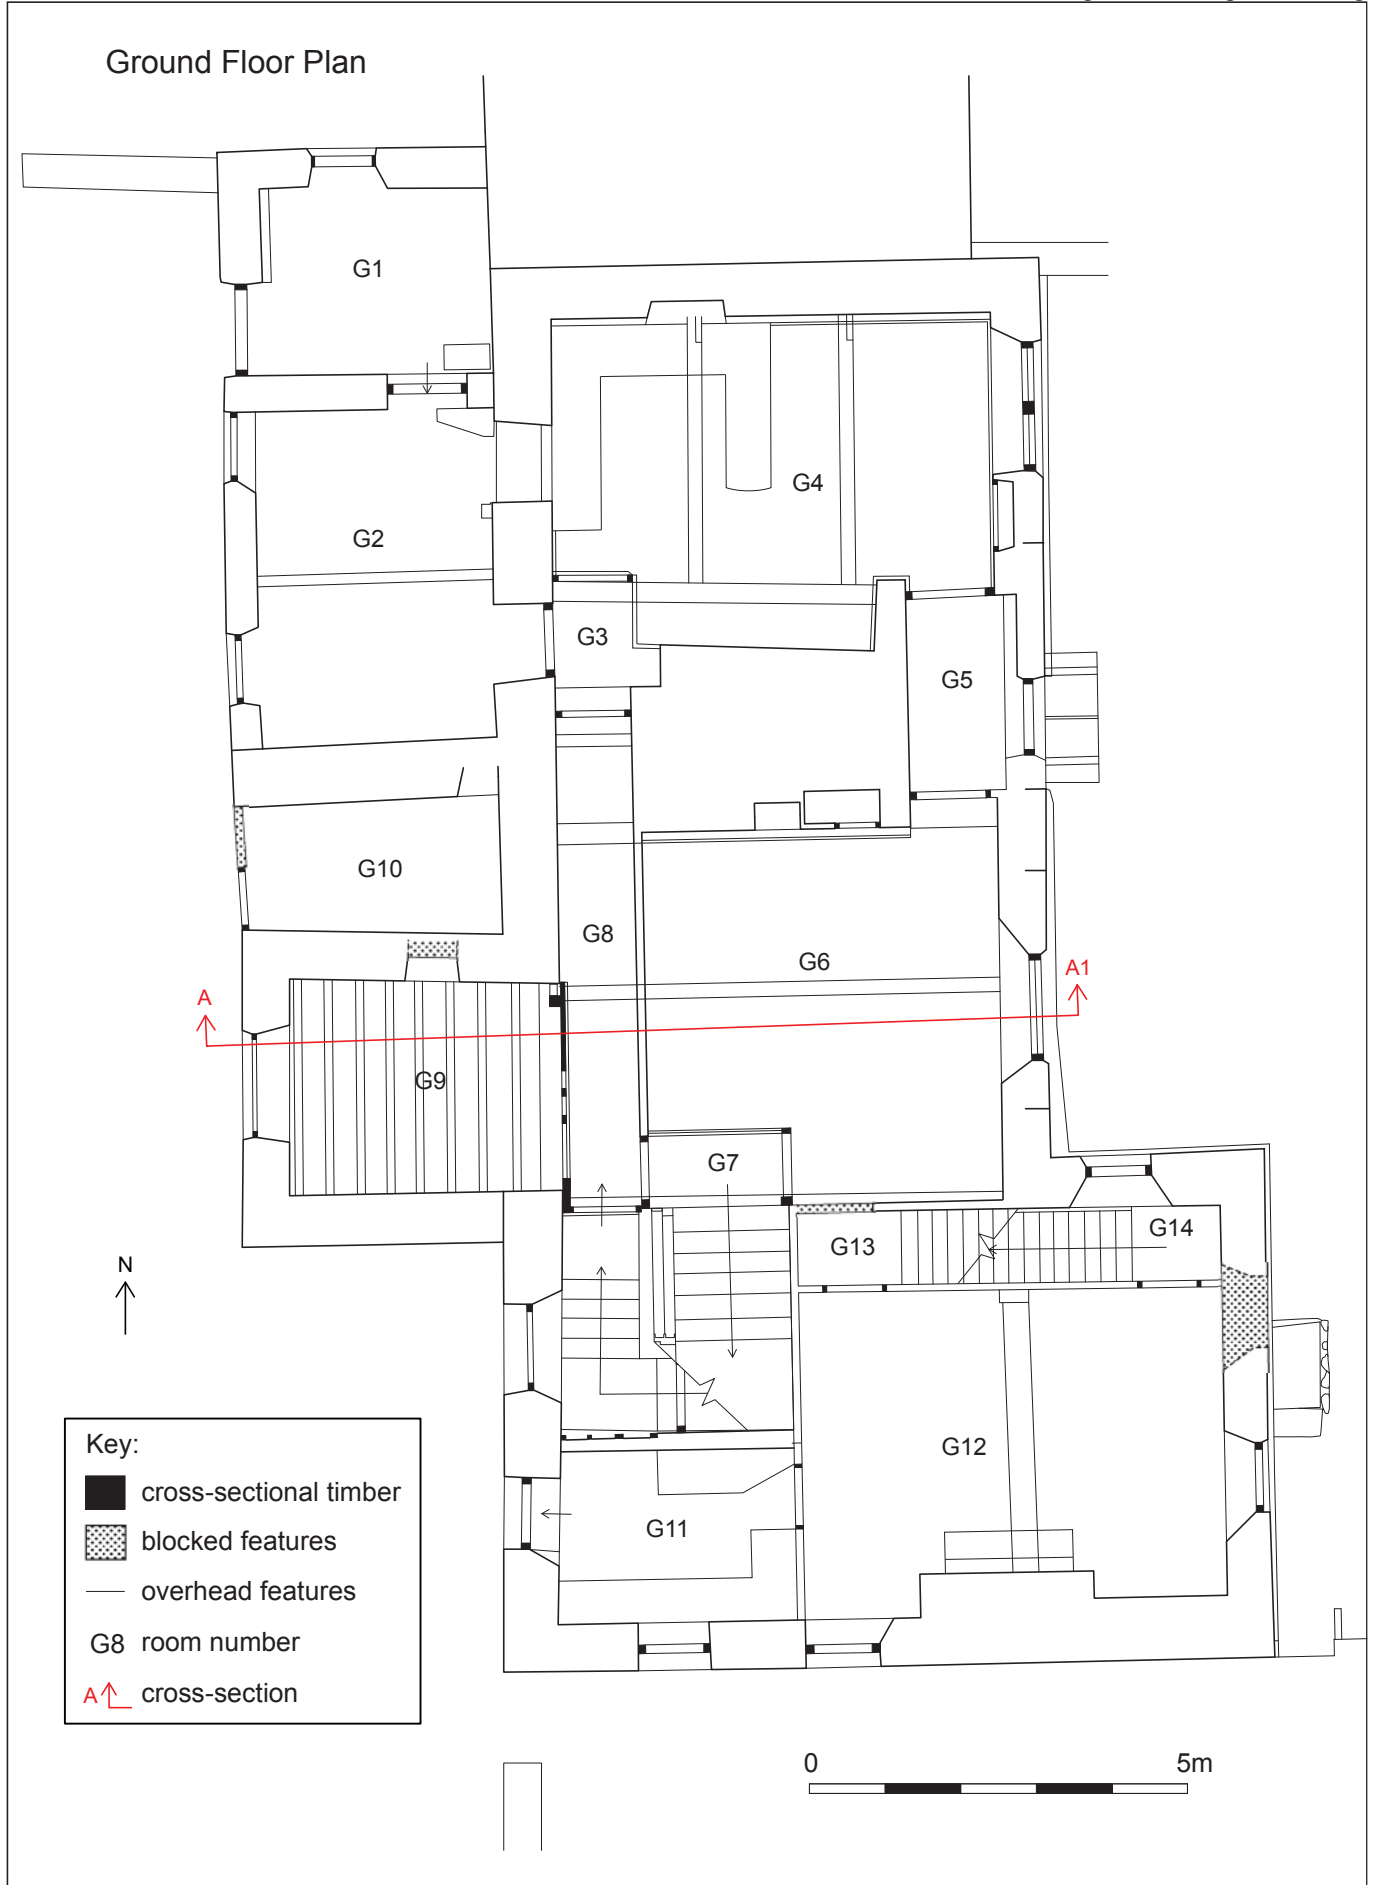 Ground Floor Plan
G1
G4
G2
G3
G5
G10
G8
G6
A
A1
G9
G7
G13
G14
N
G12
G11
Key:
cross-sectional timber
blocked features
overhead features
G8 room number
A cross-section
0 5m